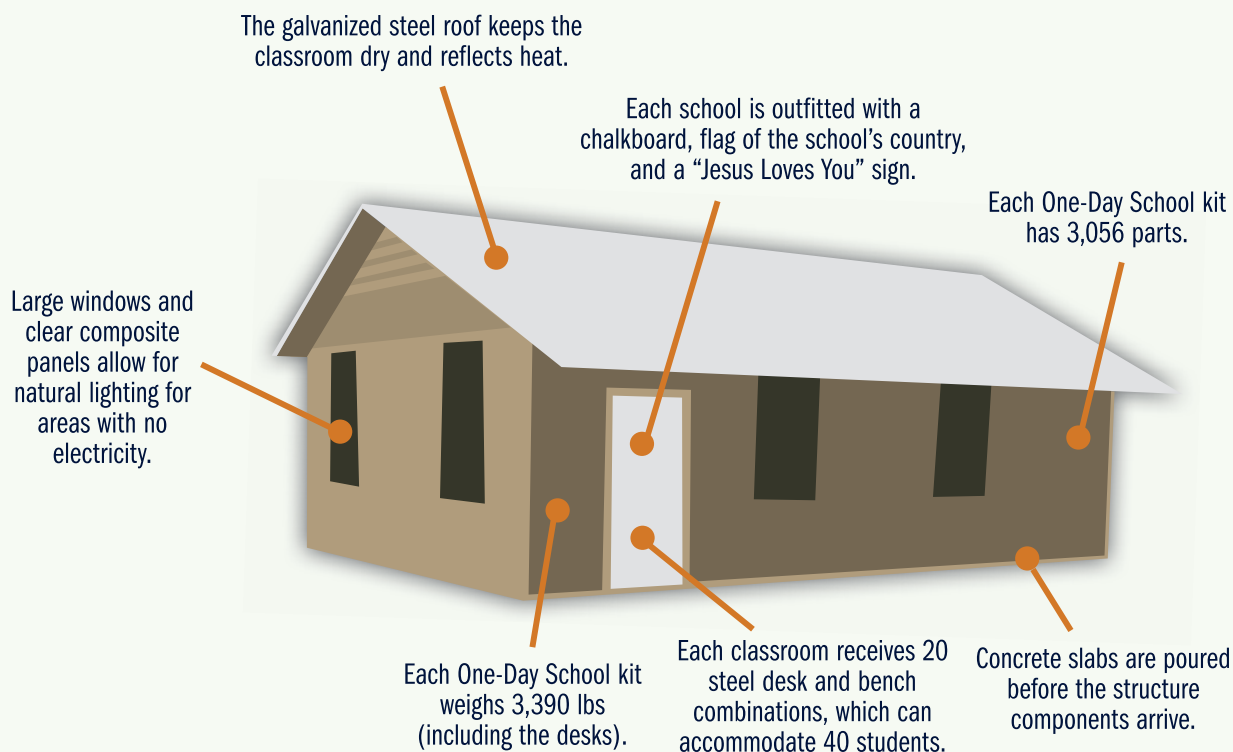 The galvanized steel roof keeps the
classroom dry and reflects heat.
Each school is outfitted with a
chalkboard, flag of the school’s country,
and a “Jesus Loves You” sign.
Each One-Day School kit
has 3,056 parts.
Large windows and
clear composite
panels allow for
natural lighting for
areas with no
electricity.
Each One-Day School kit
weighs 3,390 lbs
(including the desks).
Each classroom receives 20
steel desk and bench
combinations, which can
accommodate 40 students.
Concrete slabs are poured
before the structure
components arrive.